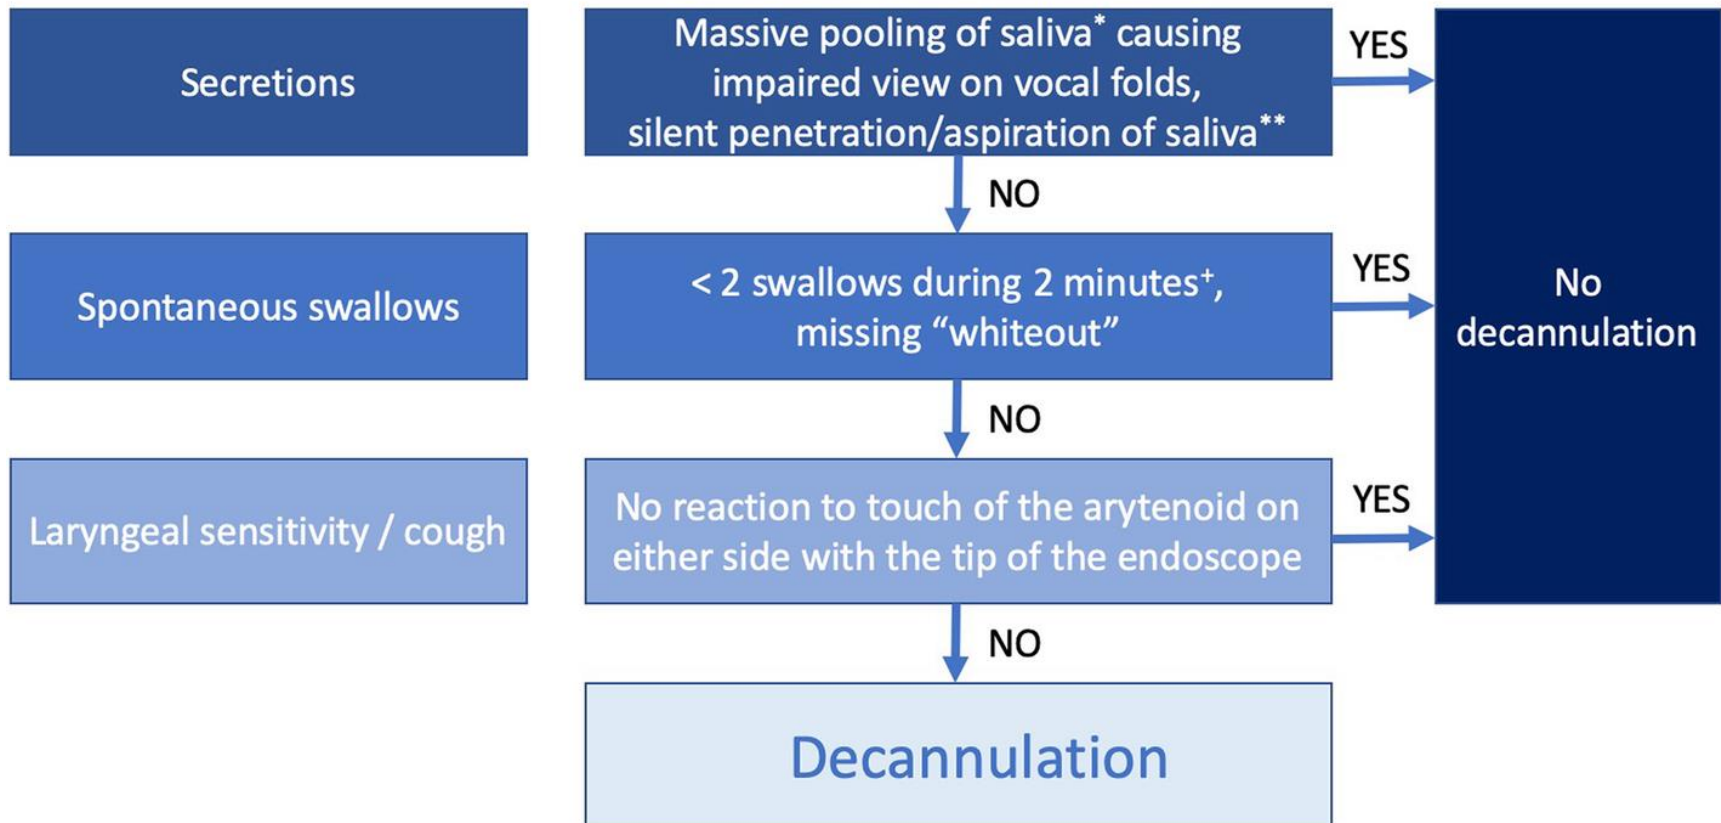 Secretions
Massive pooling of saliva* causing
impaired view on vocal folds,
silent penetration/aspiration of saliva**
YES
NO
Spontaneous swallows
< 2 swallows during 2 minutes⁺,
missing “whiteout”
YES
No
decannulation
NO
Laryngeal sensitivity / cough
No reaction to touch of the arytenoid on
either side with the tip of the endoscope
YES
NO
Decannulation